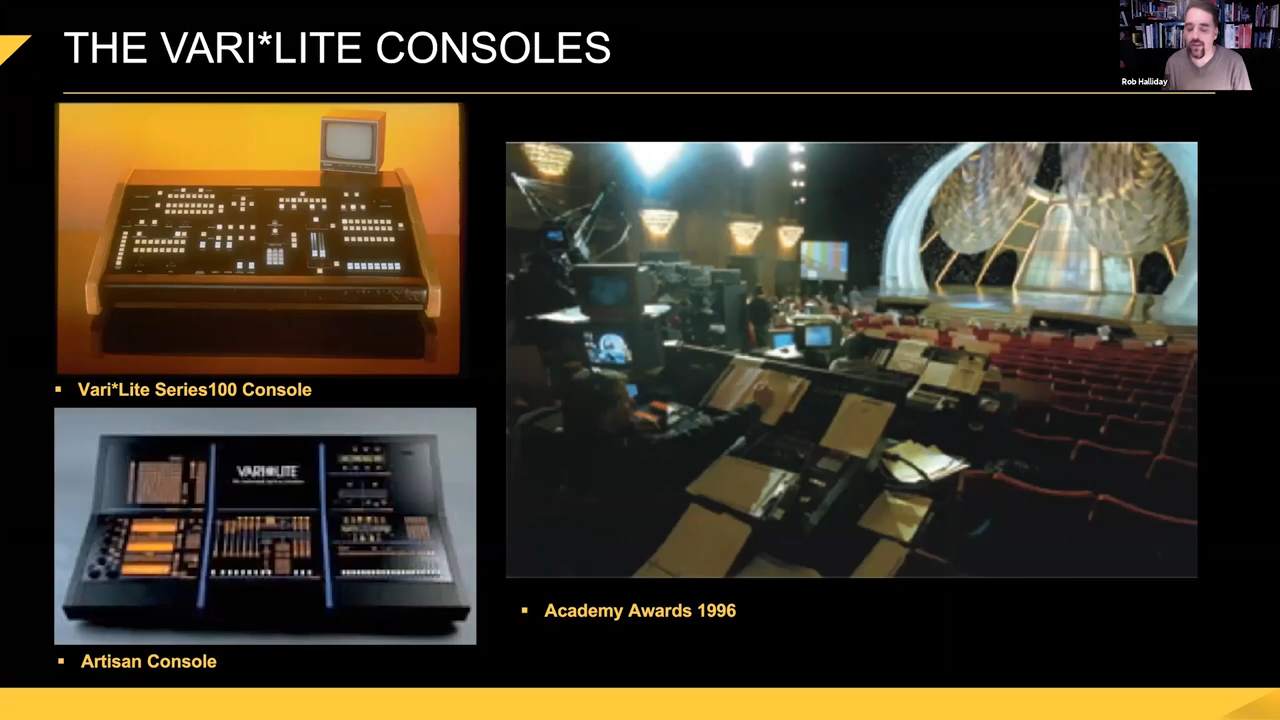 THE VARI*LITE CONSOLES
Rob Halliday
▪ Vari*Lite Series100 Console
VARI*LITE
▪ Artisan Console
▪ Academy Awards 1996